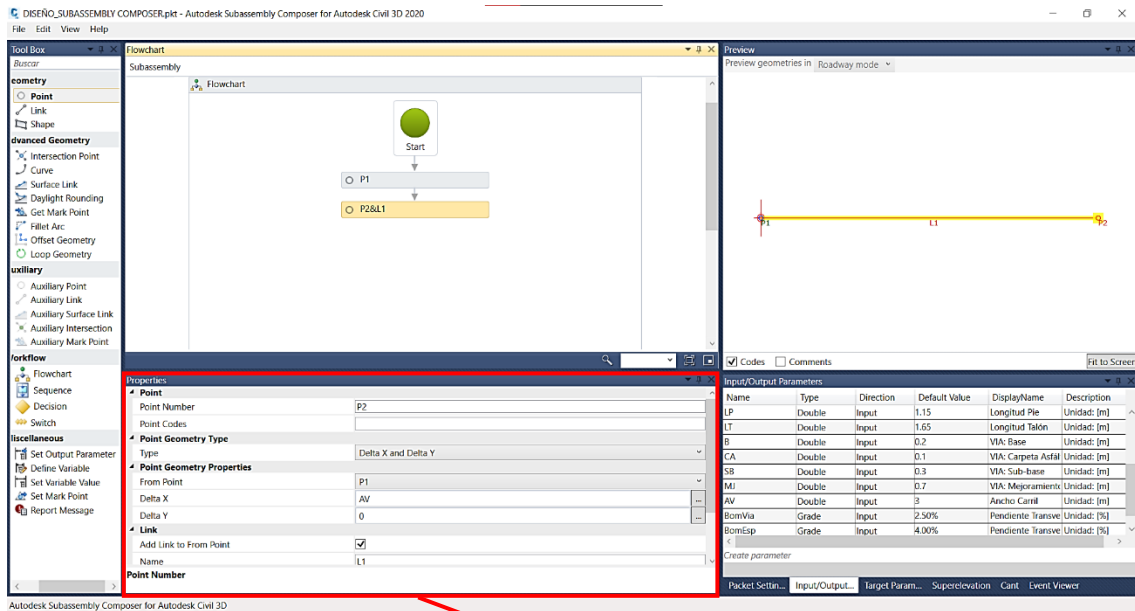 DISEÑO_SUBASSEMBLY COMPOSER.pkt - Autodesk Subassembly Composer for Autodesk Civil 3D 2020
File Edit View Help
Tool Box
Buscar
eometry
Point
Link
Shape
dvanced Geometry
Intersection Point
Curve
Surface Link
Daylight Rounding
Get Mark Point
Fillet Arc
Offset Geometry
Loop Geometry
uxiliary
Auxiliary Point
Auxiliary Link
Auxiliary Surface Link
Auxiliary Intersection
Auxiliary Mark Point
/orkflow
Flowchart
Sequence
Decision
Switch
liscellaneous
Set Output Parameter
Define Variable
Set Variable Value
Set Mark Point
Report Message
Flowchart
Subassembly
Flowchart
Start
P1
P2&L1
Preview
Preview geometries in Roadway mode
P1 L1 P2
Codes Comments Fit to Screen
Properties
Point
Point Number P2
Point Codes
Point Geometry Type
Type Delta X and Delta Y
Point Geometry Properties
From Point P1
Delta X AV ...
Delta Y 0 ...
Link
Add Link to From Point
Name L1
Point Number
Input/Output Parameters
Name Type Direction Default Value DisplayName Description
LP Double Input 1.15 Longitud Pie Unidad: [m]
LT Double Input 1.65 Longitud Talón Unidad: [m]
B Double Input 0.2 VIA: Base Unidad: [m]
CA Double Input 0.1 VIA: Carpeta Asfál Unidad: [m]
SB Double Input 0.3 VIA: Sub-base Unidad: [m]
MJ Double Input 0.7 VIA: Mejoramiento Unidad: [m]
AV Double Input 3 Ancho Carril Unidad: [m]
BomVia Grade Input 2.50% Pendiente Transve Unidad: [%]
BomEsp Grade Input 4.00% Pendiente Transve Unidad: [%]
Create parameter
Packet Settin... Input/Output... Target Param... Superelevation Cant Event Viewer
Autodesk Subassembly Composer for Autodesk Civil 3D